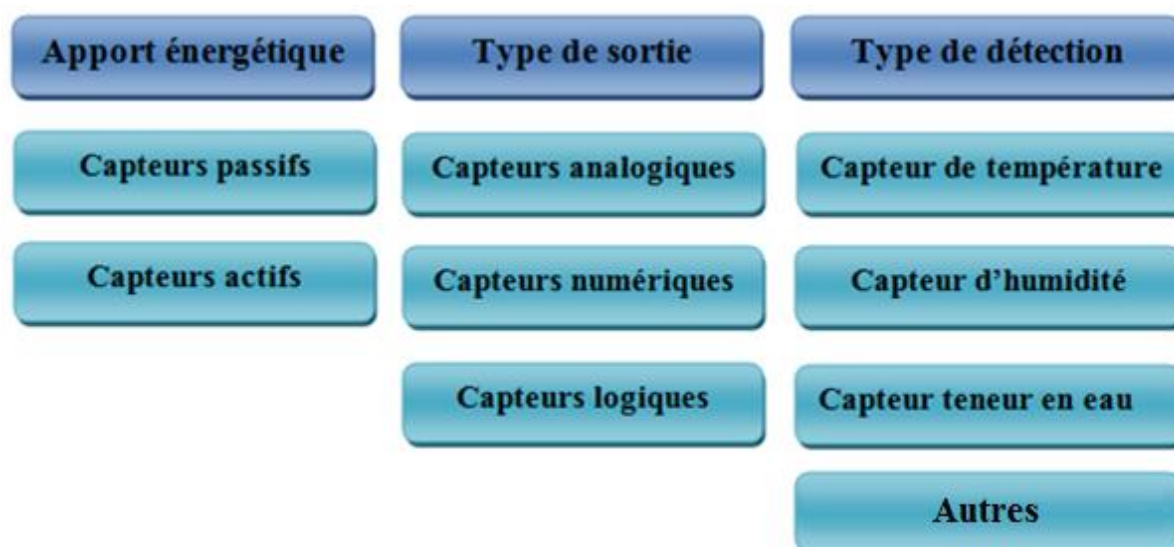 Apport énergétique
Type de sortie
Type de détection
Capteurs passifs
Capteurs analogiques
Capteur de température
Capteurs actifs
Capteurs numériques
Capteur d’humidité
Capteurs logiques
Capteur teneur en eau
Autres